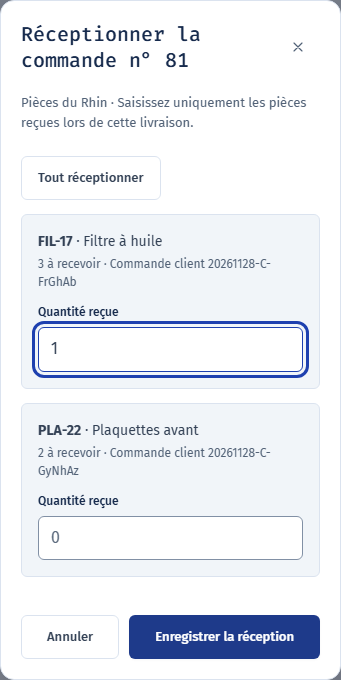 Réceptionner la
commande n° 81
Pièces du Rhin · Saisissez uniquement les pièces
reçues lors de cette livraison.
Tout réceptionner
FIL-17 · Filtre à huile
3 à recevoir · Commande client 20261128-C-
FrGhAb
Quantité reçue
1
PLA-22 · Plaquettes avant
2 à recevoir · Commande client 20261128-C-
GyNhAz
Quantité reçue
0
Annuler
Enregistrer la réception